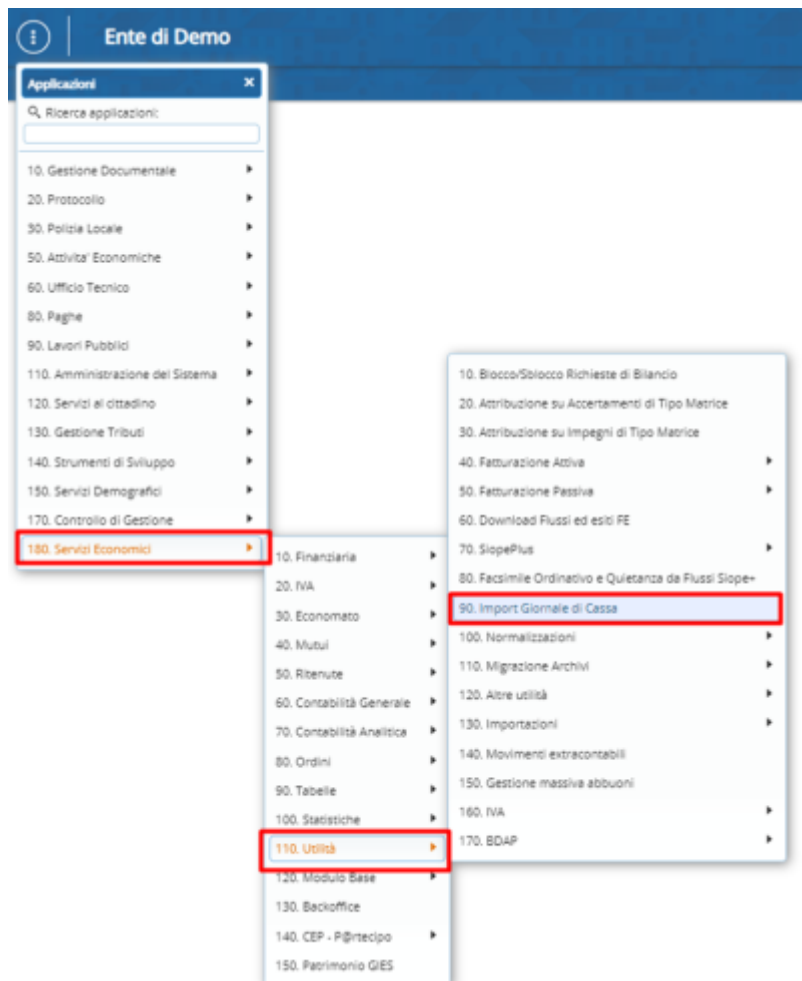 Ente di Demo
Applicazioni ×
Ricerca applicazioni:
10. Gestione Documentale
20. Protocollo
30. Polizia Locale
50. Attivita' Economiche
60. Ufficio Tecnico
80. Paghe
90. Lavori Pubblici
110. Amministrazione del Sistema
120. Servizi al cittadino
130. Gestione Tributi
140. Strumenti di Sviluppo
150. Servizi Demografici
170. Controllo di Gestione
180. Servizi Economici
10. Finanziaria
20. IVA
30. Economato
40. Mutui
50. Ritenute
60. Contabilità Generale
70. Contabilità Analitica
80. Ordini
90. Tabelle
100. Statistiche
110. Utilità
120. Modulo Base
130. Backoffice
140. CEP - P@rtecipo
150. Patrimonio GIES
10. Blocco/Sblocco Richieste di Bilancio
20. Attribuzione su Accertamenti di Tipo Matrice
30. Attribuzione su Impegni di Tipo Matrice
40. Fatturazione Attiva
50. Fatturazione Passiva
60. Download Flussi ed esiti FE
70. SiopePlus
80. Facsimile Ordinativo e Quietanza da Flussi Siope+
90. Import Giornale di Cassa
100. Normalizzazioni
110. Migrazione Archivi
120. Altre utilità
130. Importazioni
140. Movimenti extracontabili
150. Gestione massiva abbuoni
160. IVA
170. BDAP